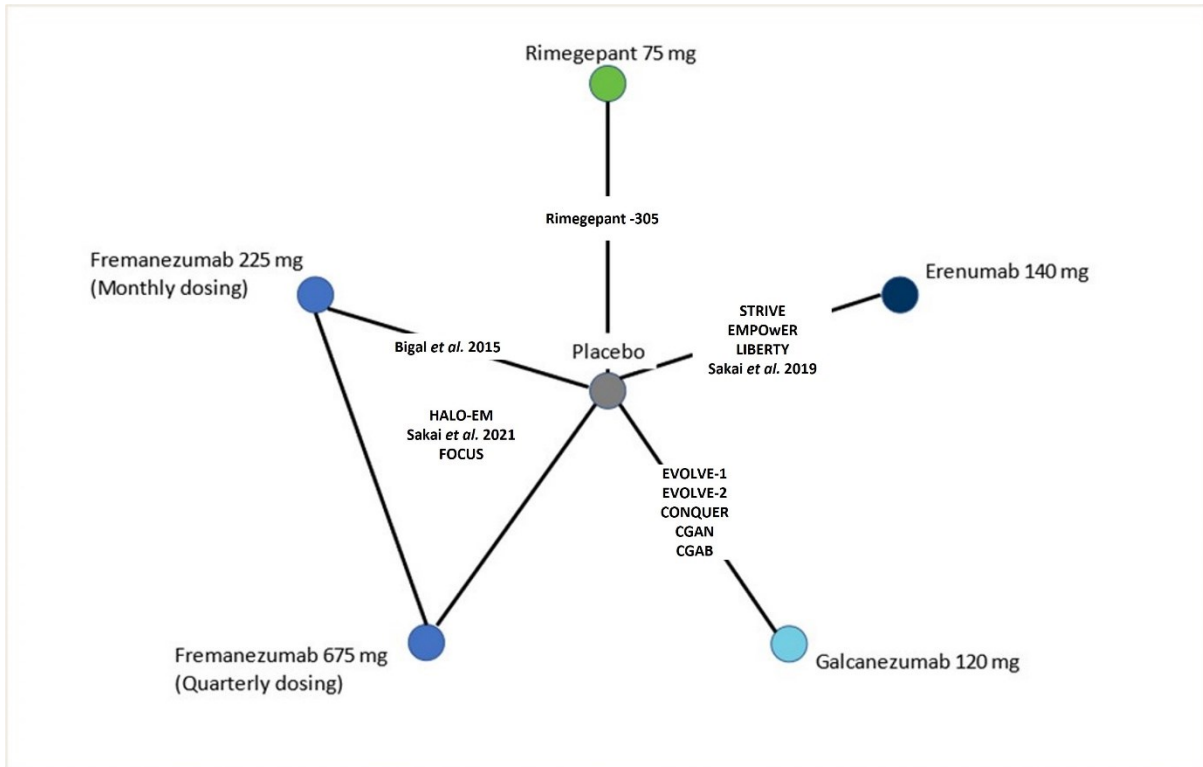 Rimegepant 75 mg
Rimegepant -305
Fremanezumab 225 mg
(Monthly dosing)
Erenumab 140 mg
STRIVE
EMPOwER
LIBERTY
Sakai et al. 2019
Bigal et al. 2015
Placebo
HALO-EM
Sakai et al. 2021
FOCUS
EVOLVE-1
EVOLVE-2
CONQUER
CGAN
CGAB
Fremanezumab 675 mg
(Quarterly dosing)
Galcanezumab 120 mg